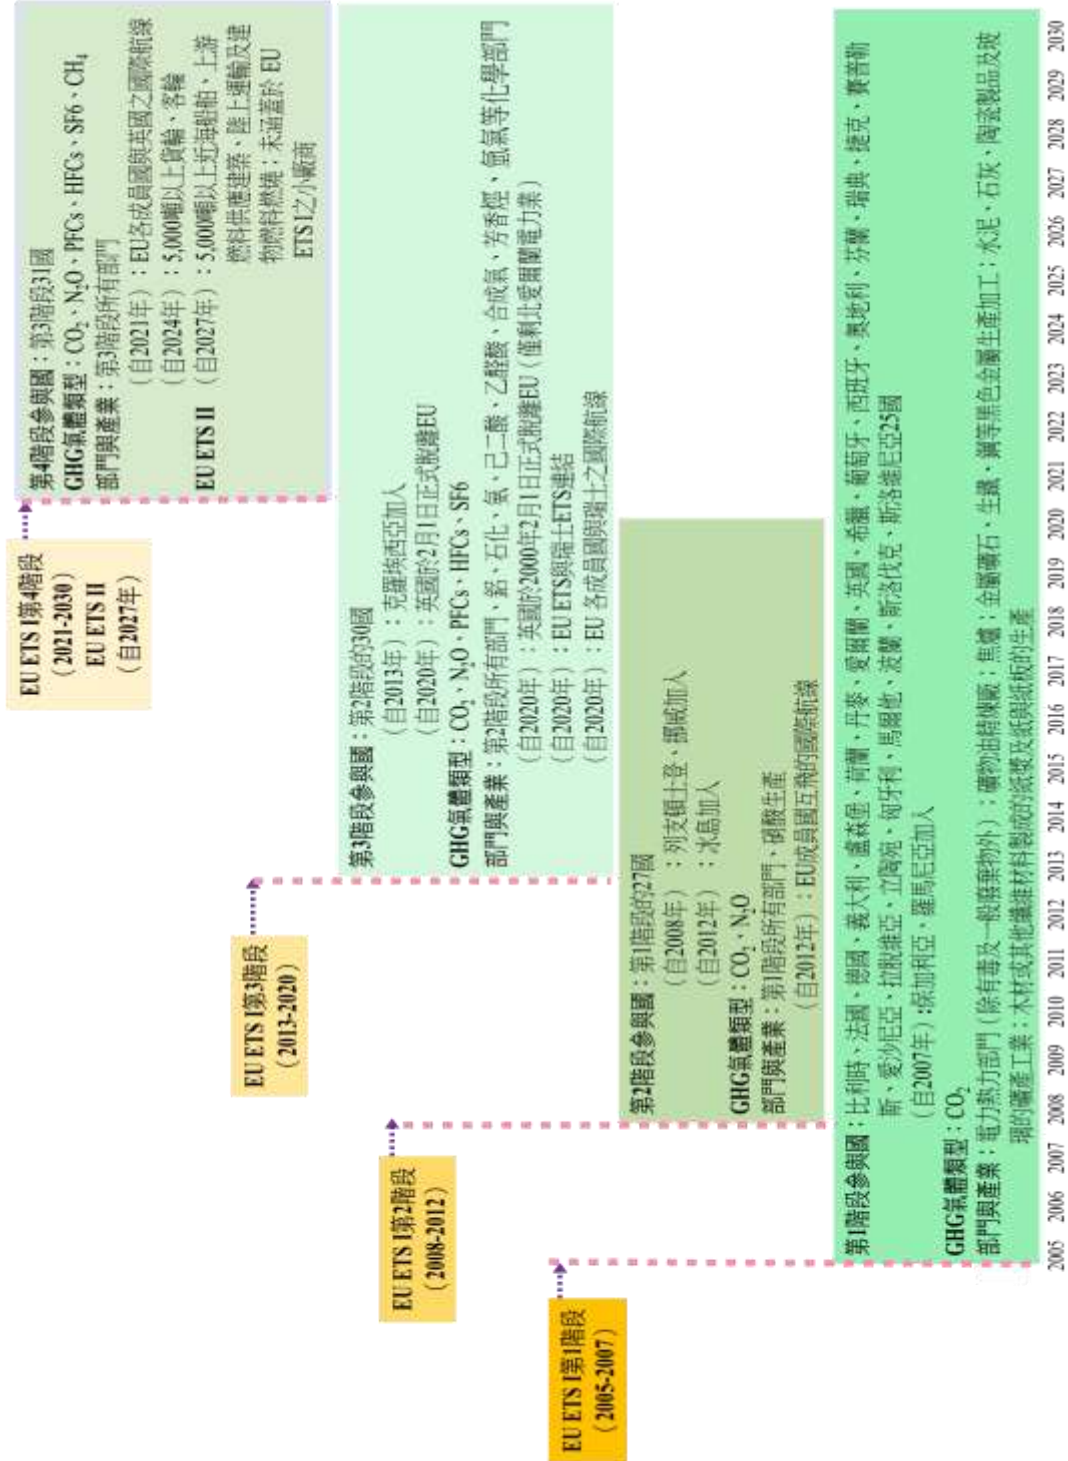 EU ETS I第4階段
(2021-2030)
EU ETS II
(自2027年)
第4階段參與國：第3階段31國
GHG氣體類型：CO₂、N₂O、PFCs、HFCs、SF6、CH₄
部門與產業：第3階段所有部門
(自2021年)：EU各成員國與英國之國際航線
(自2024年)：5,000噸以上貨輪、客輪
EU ETS II (自2027年)：5,000噸以上近海船舶、上游
燃料供應建築、陸上運輸及建
物燃料燃燒；未涵蓋於 EU
ETS I之小廠商
EU ETS I第3階段
(2013-2020)
第3階段參與國：第2階段的30國
(自2013年)：克羅埃西亞加入
(自2020年)：英國於2月1日正式脫離EU
GHG氣體類型：CO₂、N₂O、PFCs、HFCs、SF6
部門與產業：第2階段所有部門、鋁、石化、氨、己二酸、乙醛酸、合成氣、芳香烴、氫氣等化學部門
(自2020年)：英國於2000年2月1日正式脫離EU（僅剩北愛爾蘭電力業）
(自2020年)：EU ETS與瑞士ETS連結
(自2020年)：EU 各成員國與瑞士之國際航線
EU ETS I第2階段
(2008-2012)
第2階段參與國：第1階段的27國
(自2008年)：列支頓士登、挪威加入
(自2012年)：冰島加入
GHG氣體類型：CO₂、N₂O
部門與產業：第1階段所有部門、硝酸生產
(自2012年)：EU成員國互飛的國際航線
EU ETS I第1階段
(2005-2007)
第1階段參與國：比利時、法國、德國、義大利、盧森堡、荷蘭、丹麥、愛爾蘭、英國、希臘、葡萄牙、西班牙、奧地利、芬蘭、瑞典、捷克、賽普勒
斯、愛沙尼亞、拉脫維亞、立陶宛、匈牙利、馬爾他、波蘭、斯洛伐克、斯洛維尼亞25國
(自2007年):保加利亞、羅馬尼亞加入
GHG氣體類型：CO₂
部門與產業：電力熱力部門（除有毒及一般廢棄物外）；礦物油精煉廠；焦爐；金屬礦石、生鐵、鋼等黑色金屬生產加工；水泥、石灰、陶瓷製品及玻
璃的礦產工業；木材或其他纖維材料製成的紙漿及紙與紙板的生產
2005 2006 2007 2008 2009 2010 2011 2012 2013 2014 2015 2016 2017 2018 2019 2020 2021 2022 2023 2024 2025 2026 2027 2028 2029 2030